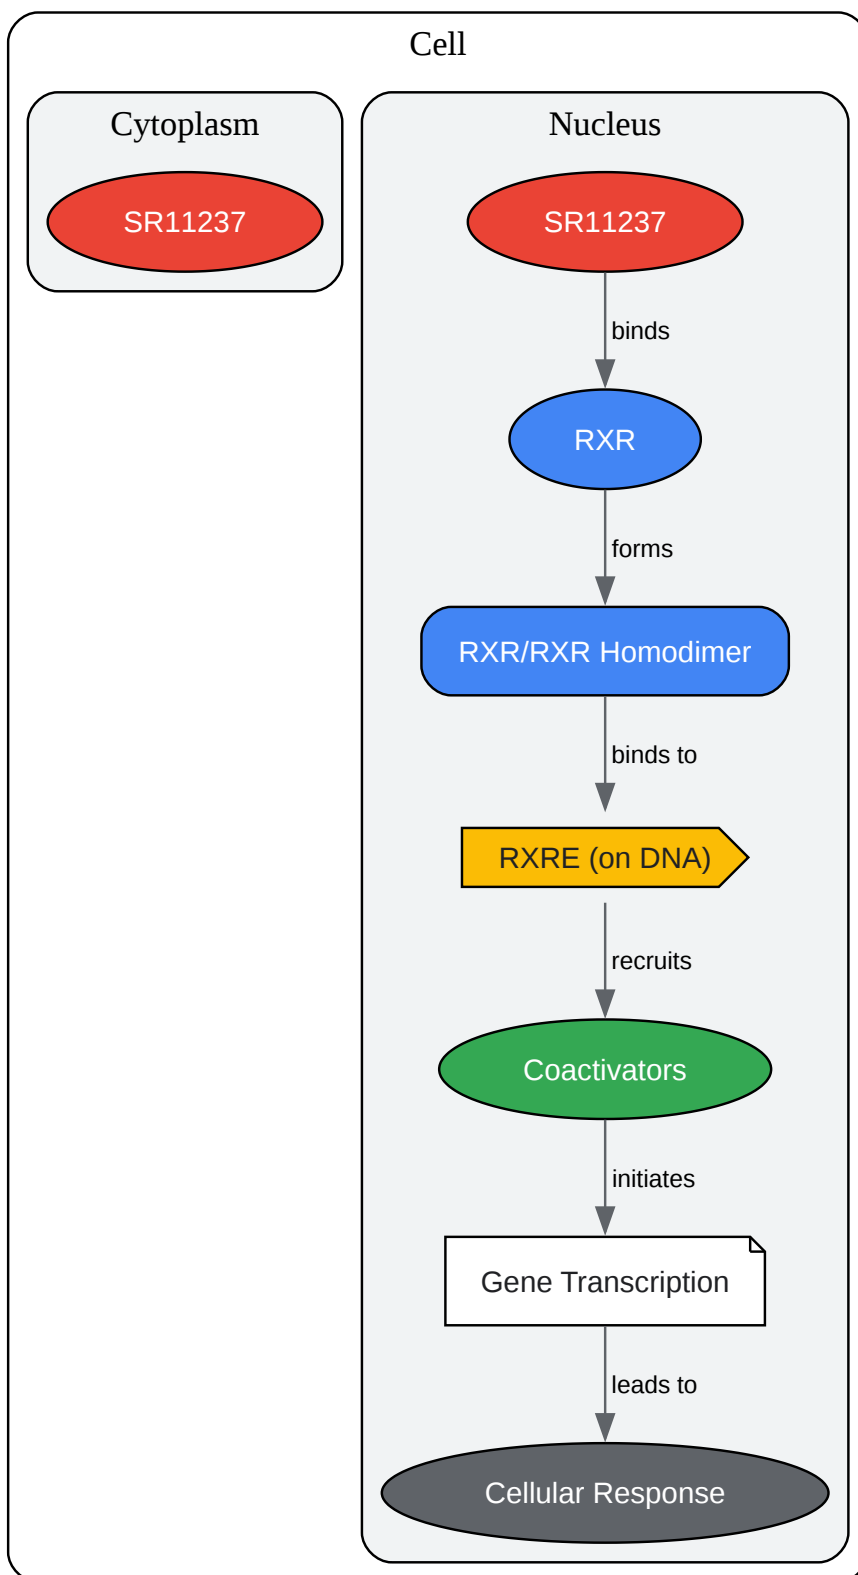 Cell
Cytoplasm
SR11237
Nucleus
SR11237
binds
RXR
forms
RXR/RXR Homodimer
binds to
RXRE (on DNA)
recruits
Coactivators
initiates
Gene Transcription
leads to
Cellular Response